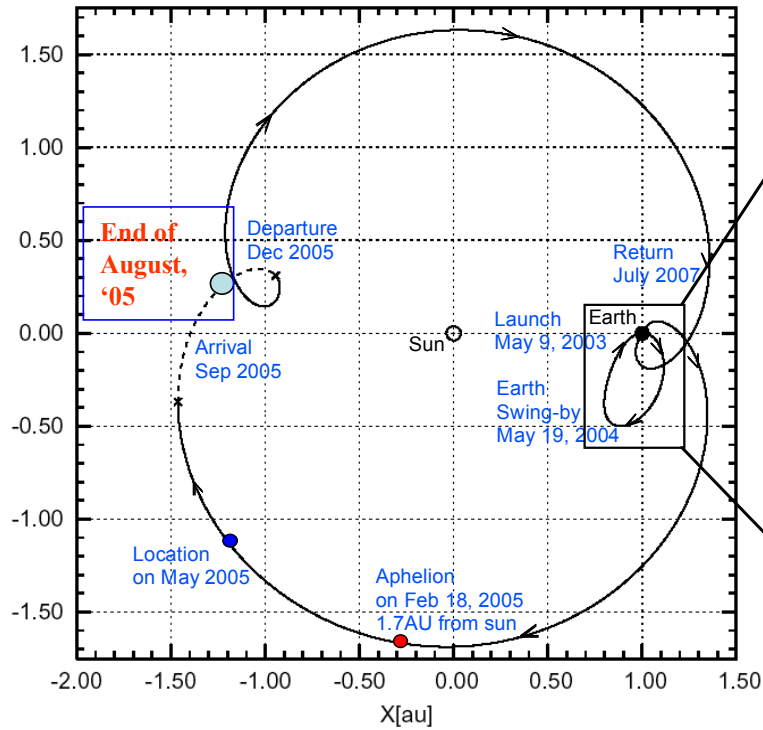 1.50
1.00
0.50
0.00
-0.50
-1.00
-1.50
-2.00
-1.50
-1.00
-0.50
0.00
0.50
1.00
1.50
X[au]
End of
August,
‘05
Departure
Dec 2005
Arrival
Sep 2005
Sun
Launch
May 9, 2003
Earth
Return
July 2007
Earth
Swing-by
May 19, 2004
Location
on May 2005
Aphelion
on Feb 18, 2005
1.7AU from sun